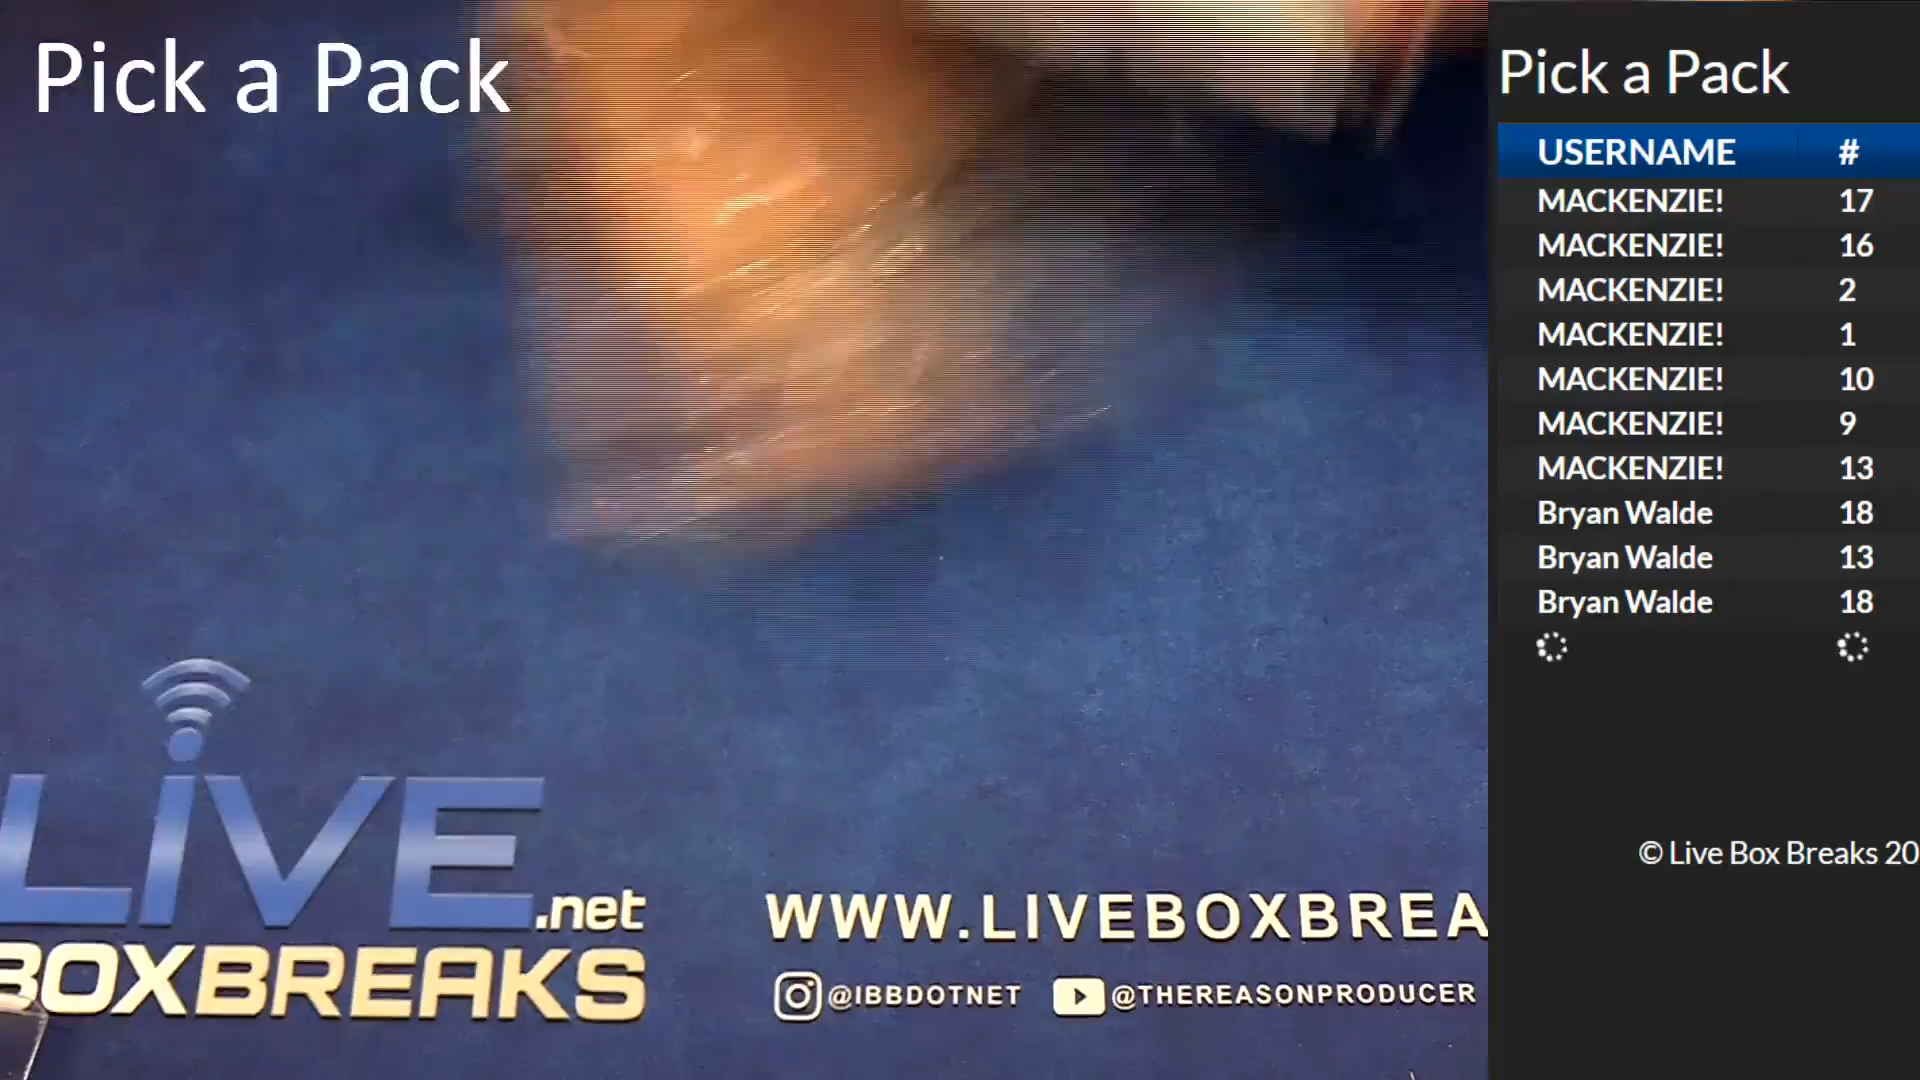 Pick a Pack
LIVE.net
BOXBREAKS
WWW.LIVEBOXBREA
@IBBDOTNET @THEREASONPRODUCER
Pick a Pack
USERNAME #
MACKENZIE! 17
MACKENZIE! 16
MACKENZIE! 2
MACKENZIE! 1
MACKENZIE! 10
MACKENZIE! 9
MACKENZIE! 13
Bryan Walde 18
Bryan Walde 13
Bryan Walde 18
© Live Box Breaks 20